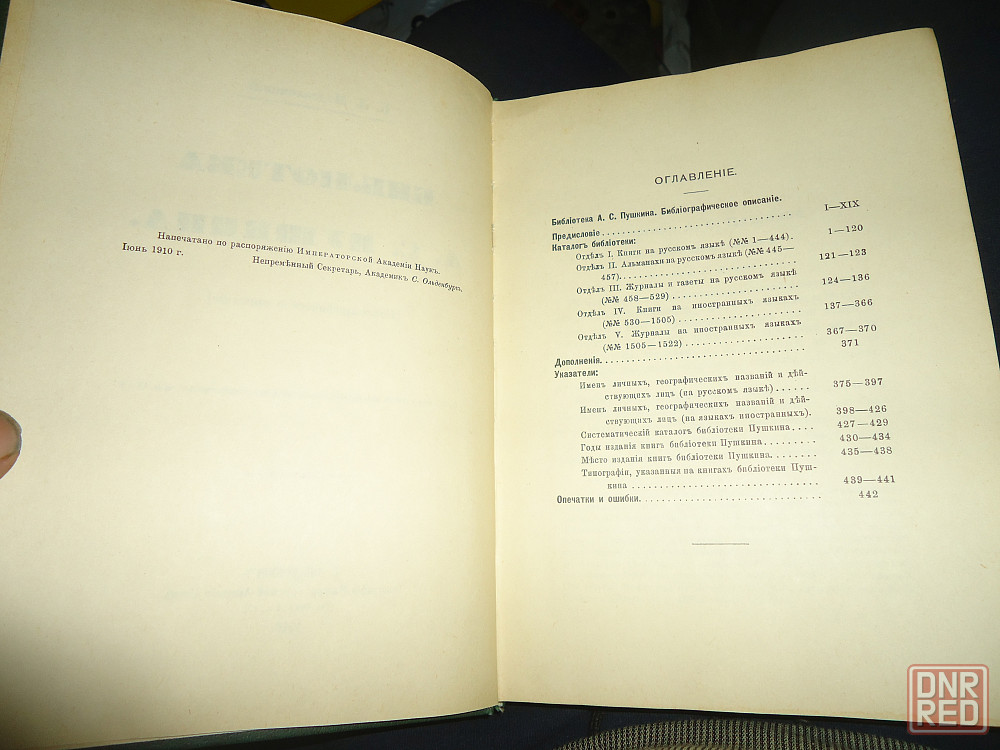 Напечатано по распоряженію Императорской Академіи Наукъ.
Іюнь 1910 г.
Непремѣнный Секретарь, Академикъ С. Ольденбургъ.
ОГЛАВЛЕНІЕ.
Библіотека А. С. Пушкина. Библіографическое описаніе.
Предисловіе . . . . . . . . . . . . . . . . . . . . . . I—XIX
Каталогъ библіотеки:
Отдѣлъ I. Книги на русскомъ языкѣ (№№ 1—444) . 1—120
Отдѣлъ II. Альманахи на русскомъ языкѣ (№№ 445—
457). . . . . . . . . . . . . . . . . . . . . . 121—123
Отдѣлъ III. Журналы и газеты на русскомъ языкѣ
(№№ 458—529) . . . . . . . . . . . . . . . . 124—136
Отдѣлъ IV. Книги на иностранныхъ языкахъ
(№№ 530—1505) . . . . . . . . . . . . . . . 137—366
Отдѣлъ V. Журналы на иностранныхъ языкахъ
(№№ 1505—1522) . . . . . . . . . . . . . . 367—370
Дополненія. . . . . . . . . . . . . . . . . . . . . . 371
Указатели:
Именъ личныхъ, географическихъ названій и дѣй-
ствующихъ лицъ (на русскомъ языкѣ) . . . . . . 375—397
Именъ личныхъ, географическихъ названій и дѣй-
ствующихъ лицъ (на языкахъ иностранныхъ). 398—426
Систематическій каталогъ библіотеки Пушкина . . . . 427—429
Годы изданія книгъ библіотеки Пушкина . . . . . . . . 430—434
Мѣсто изданія книгъ библіотеки Пушкина. . . . . . . . 435—438
Типографіи, указанныя на книгахъ библіотеки Пуш-
кина . . . . . . . . . . . . . . . . . . . . . . 439—441
Опечатки и ошибки. . . . . . . . . . . . . . . . . . 442
DNR
RED